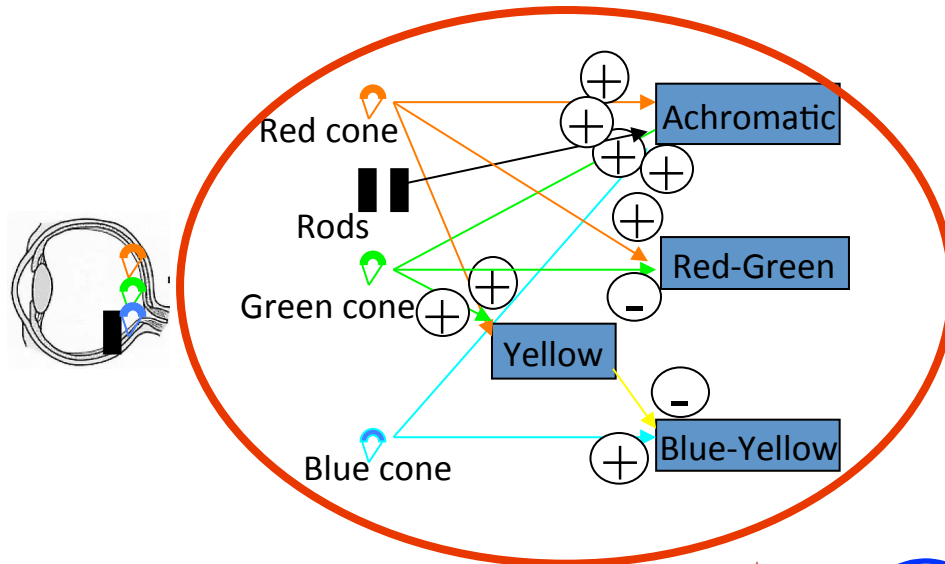 Achromatic
Red cone
Rods
Red-Green
Green cone
Yellow
Blue-Yellow
Blue cone
+
+
+
+
+
-
+
+
-
+